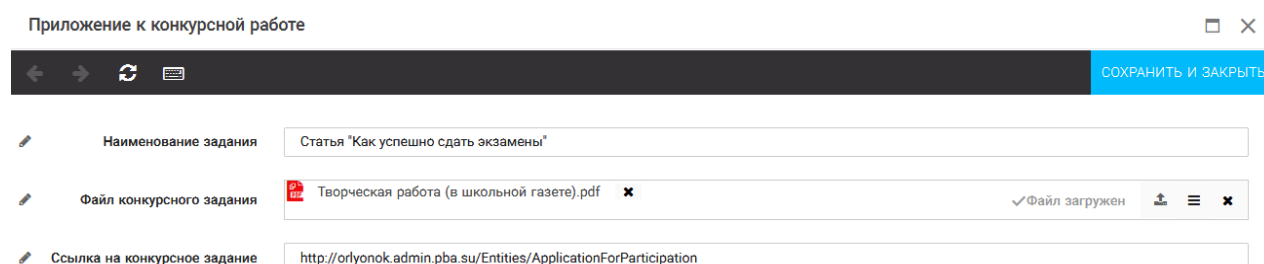 Приложение к конкурсной работе
СОХРАНИТЬ И ЗАКРЫТЬ
Наименование задания Статья "Как успешно сдать экзамены"
Файл конкурсного задания Творческая работа (в школьной газете).pdf Файл загружен
Ссылка на конкурсное задание http://orlyonok.admin.pba.su/Entities/ApplicationForParticipation